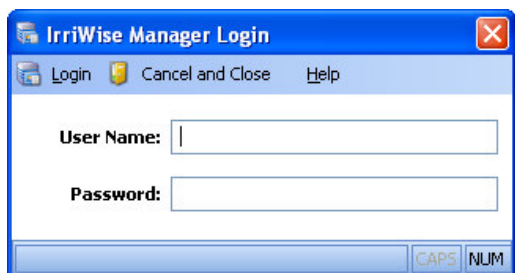 IrriWise Manager Login
Login Cancel and Close Help
User Name:
Password:
CAPS NUM